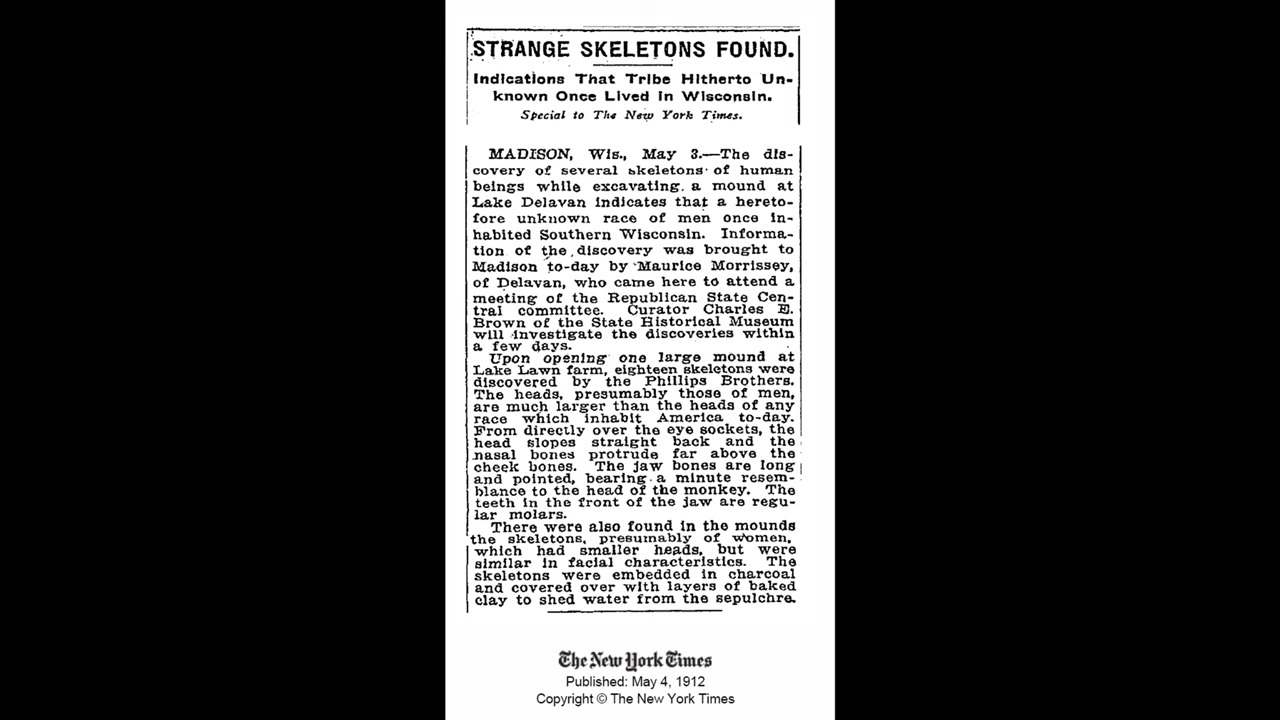 STRANGE SKELETONS FOUND.
Indications That Tribe Hitherto Un-
known Once Lived in Wisconsin.
Special to The New York Times.
MADISON, Wis., May 3.—The dis-
covery of several skeletons of human
beings while excavating a mound at
Lake Delavan indicates that a hereto-
fore unknown race of men once in-
habited Southern Wisconsin. Informa-
tion of the discovery was brought to
Madison to-day by Maurice Morrissey,
of Delavan, who came here to attend a
meeting of the Republican State Cen-
tral committee. Curator Charles E.
Brown of the State Historical Museum
will investigate the discoveries within
a few days.
Upon opening one large mound at
Lake Lawn farm, eighteen skeletons were
discovered by the Phillips Brothers.
The heads, presumably those of men,
are much larger than the heads of any
race which inhabit America to-day.
From directly over the eye sockets, the
head slopes straight back and the
nasal bones protrude far above the
cheek bones. The jaw bones are long
and pointed, bearing a minute resem-
blance to the head of the monkey. The
teeth in the front of the jaw are regu-
lar molars.
There were also found in the mounds
the skeletons, presumably of women,
which had smaller heads, but were
similar in facial characteristics. The
skeletons were embedded in charcoal
and covered over with layers of baked
clay to shed water from the sepulchre.
The New York Times
Published: May 4, 1912
Copyright © The New York Times